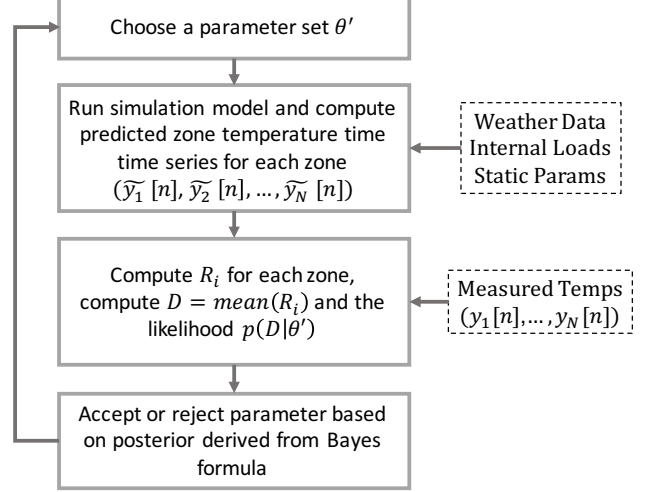 Choose a parameter set θ′
Run simulation model and compute
predicted zone temperature time
time series for each zone
(ỹ₁ [n], ỹ₂ [n], … , ỹ_N [n])
Weather Data
Internal Loads
Static Params
Compute Rᵢ for each zone,
compute D = mean(Rᵢ) and the
likelihood p(D|θ′)
Measured Temps
(y₁[n], … , y_N[n])
Accept or reject parameter based
on posterior derived from Bayes
formula